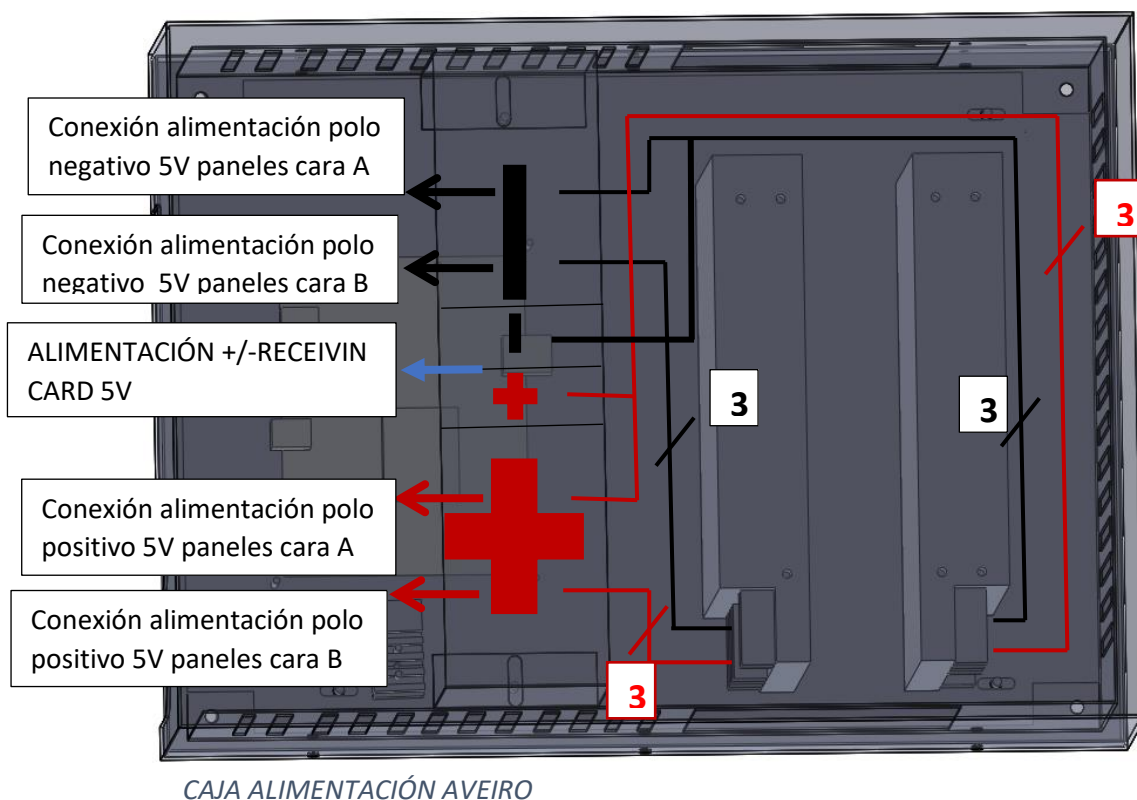 Conexión alimentación polo
negativo 5V paneles cara A
Conexión alimentación polo
negativo 5V paneles cara B
ALIMENTACIÓN +/-RECEIVIN
CARD 5V
Conexión alimentación polo
positivo 5V paneles cara A
Conexión alimentación polo
positivo 5V paneles cara B
3
3
3
3
CAJA ALIMENTACIÓN AVEIRO